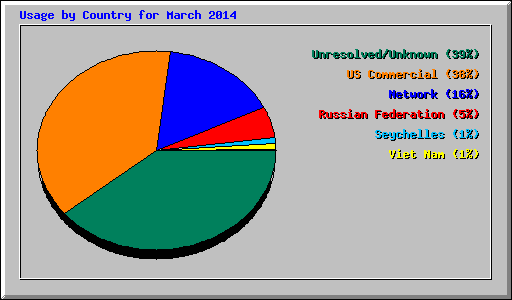 Usage by Country for March 2014
Unresolved/Unknown (39%)
US Commercial (38%)
Network (16%)
Russian Federation (5%)
Seychelles (1%)
Viet Nam (1%)